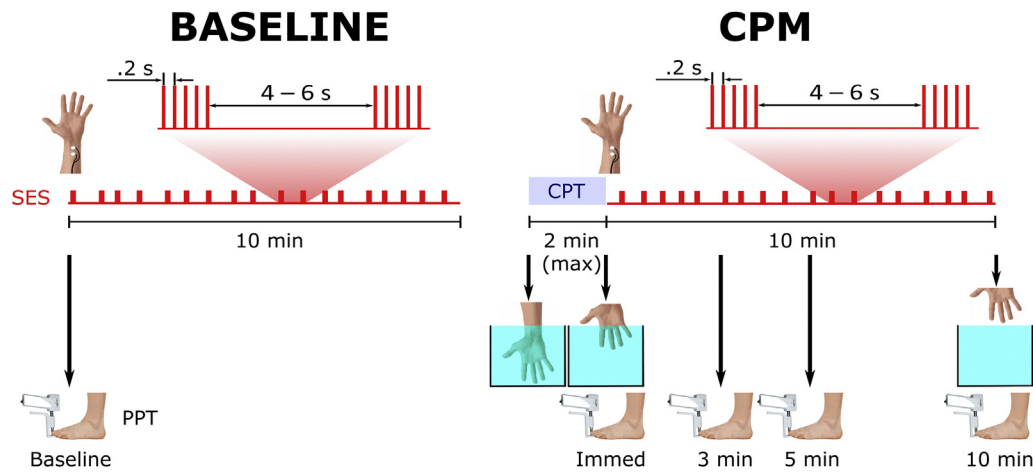 BASELINE
CPM
.2 s
4 – 6 s
.2 s
4 – 6 s
SES
CPT
10 min
2 min
(max)
10 min
PPT
Baseline
Immed
3 min
5 min
10 min